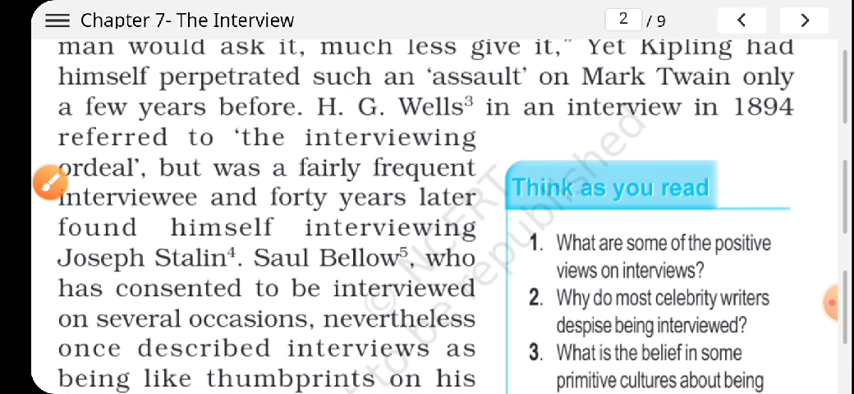 Chapter 7- The Interview
2 / 9
man would ask it, much less give it,” Yet Kipling had
himself perpetrated such an ‘assault’ on Mark Twain only
a few years before. H. G. Wells³ in an interview in 1894
referred to ‘the interviewing
ordeal’, but was a fairly frequent
interviewee and forty years later
found himself interviewing
Joseph Stalin⁴. Saul Bellow⁵, who
has consented to be interviewed
on several occasions, nevertheless
once described interviews as
being like thumbprints on his
Think as you read
1. What are some of the positive
views on interviews?
2. Why do most celebrity writers
despise being interviewed?
3. What is the belief in some
primitive cultures about being
© NCERT
to be republished